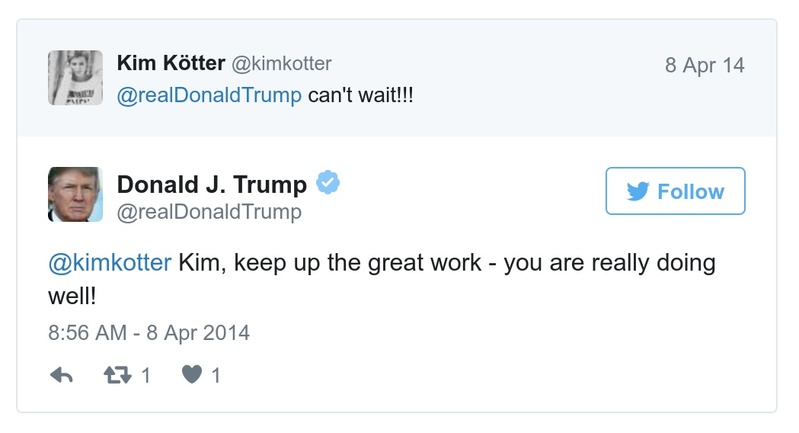 Kim Kötter @kimkotter 8 Apr 14
@realDonaldTrump can't wait!!!
Donald J. Trump
@realDonaldTrump
Follow
@kimkotter Kim, keep up the great work - you are really doing
well!
8:56 AM - 8 Apr 2014
1 1